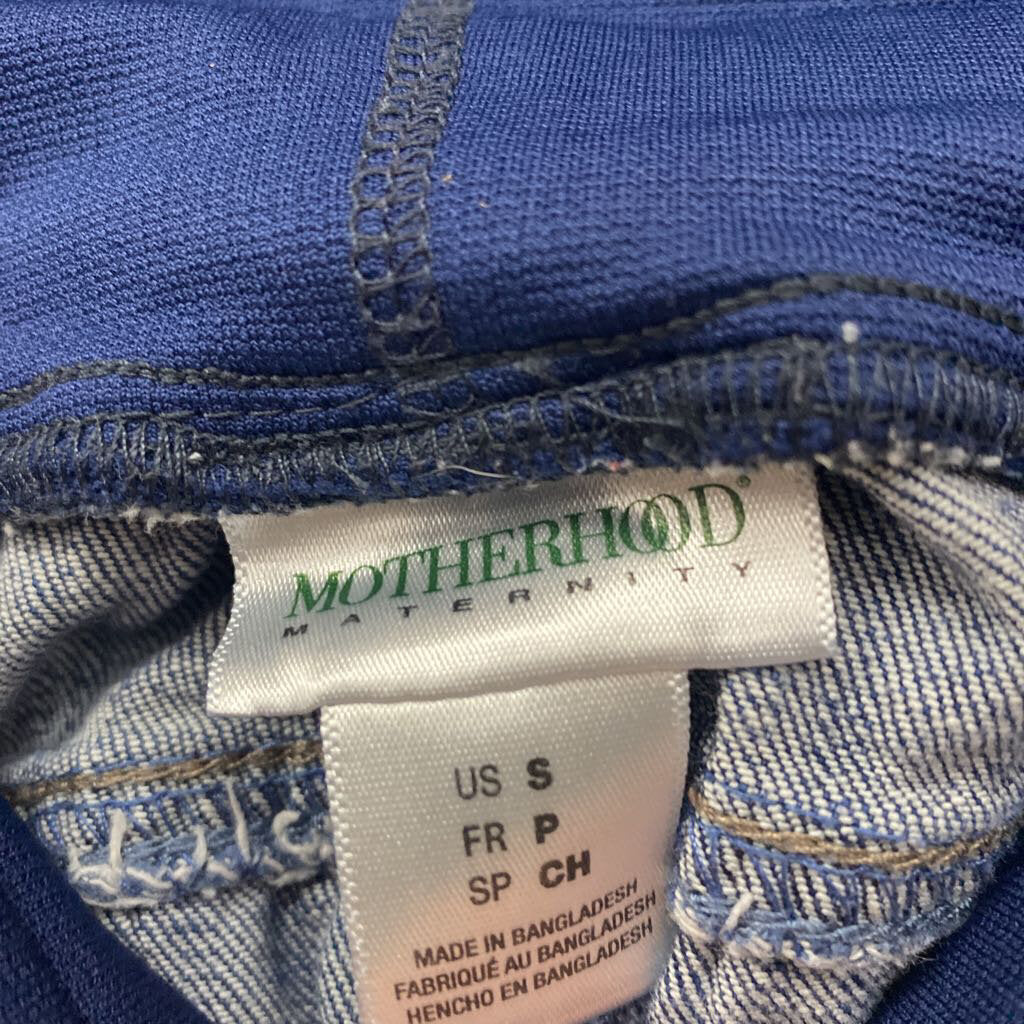 MOTHERHOOD®
MATERNITY
US S
FR P
SP CH
MADE IN BANGLADESH
FABRIQUÉ AU BANGLADESH
HENCHO EN BANGLADESH